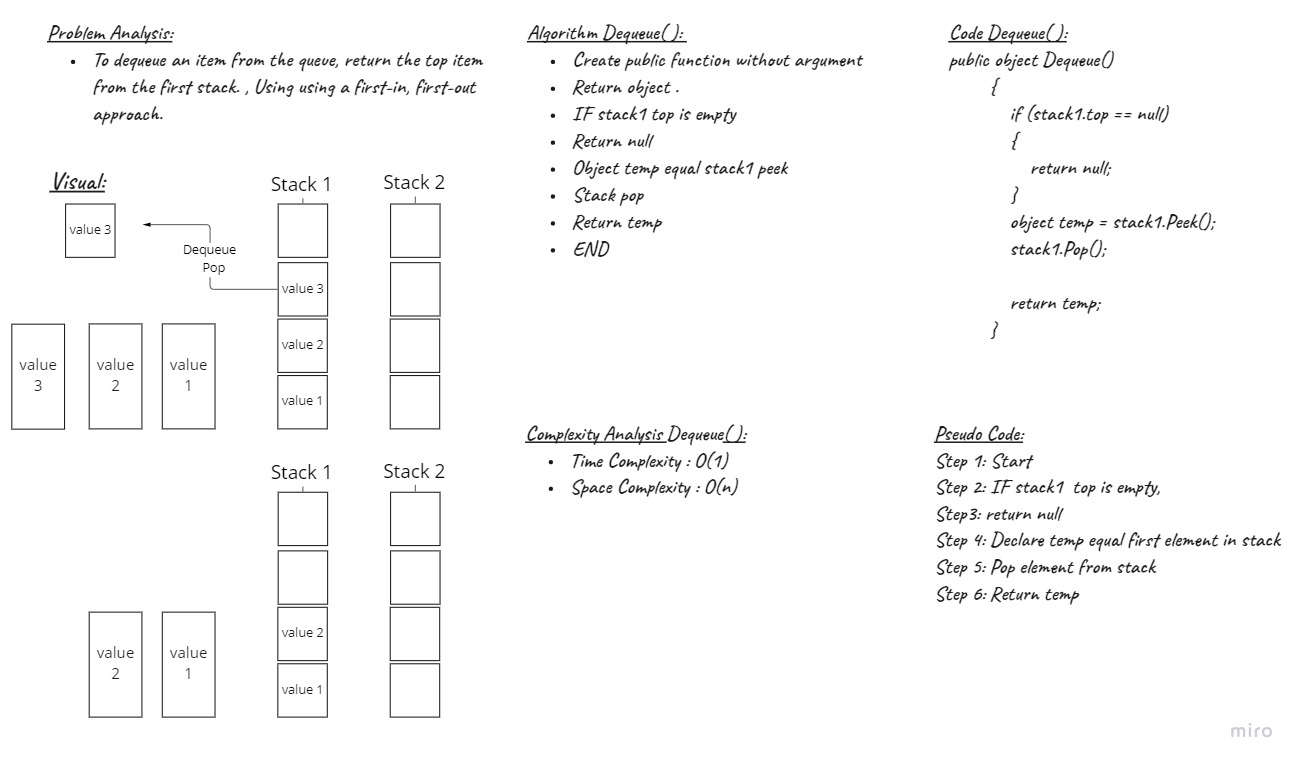 Problem Analysis:
• To dequeue an item from the queue, return the top item
from the first stack. , Using using a first-in, first-out
approach.
Visual:
Stack 1
Stack 2
value 3
Dequeue
Pop
value 3
value 2
value 1
value
3
value
2
value
1
Stack 1
Stack 2
value 2
value 1
value
2
value
1
Algorithm Dequeue():
• Create public function without argument
• Return object .
• IF stack1 top is empty
• Return null
• Object temp equal stack1 peek
• Stack pop
• Return temp
• END
Complexity Analysis Dequeue():
• Time Complexity : O(1)
• Space Complexity : O(n)
Code Dequeue():
public object Dequeue()
{
if (stack1.top == null)
{
return null;
}
object temp = stack1.Peek();
stack1.Pop();
return temp;
}
Pseudo Code:
Step 1: Start
Step 2: IF stack1 top is empty,
Step3: return null
Step 4: Declare temp equal first element in stack
Step 5: Pop element from stack
Step 6: Return temp
miro